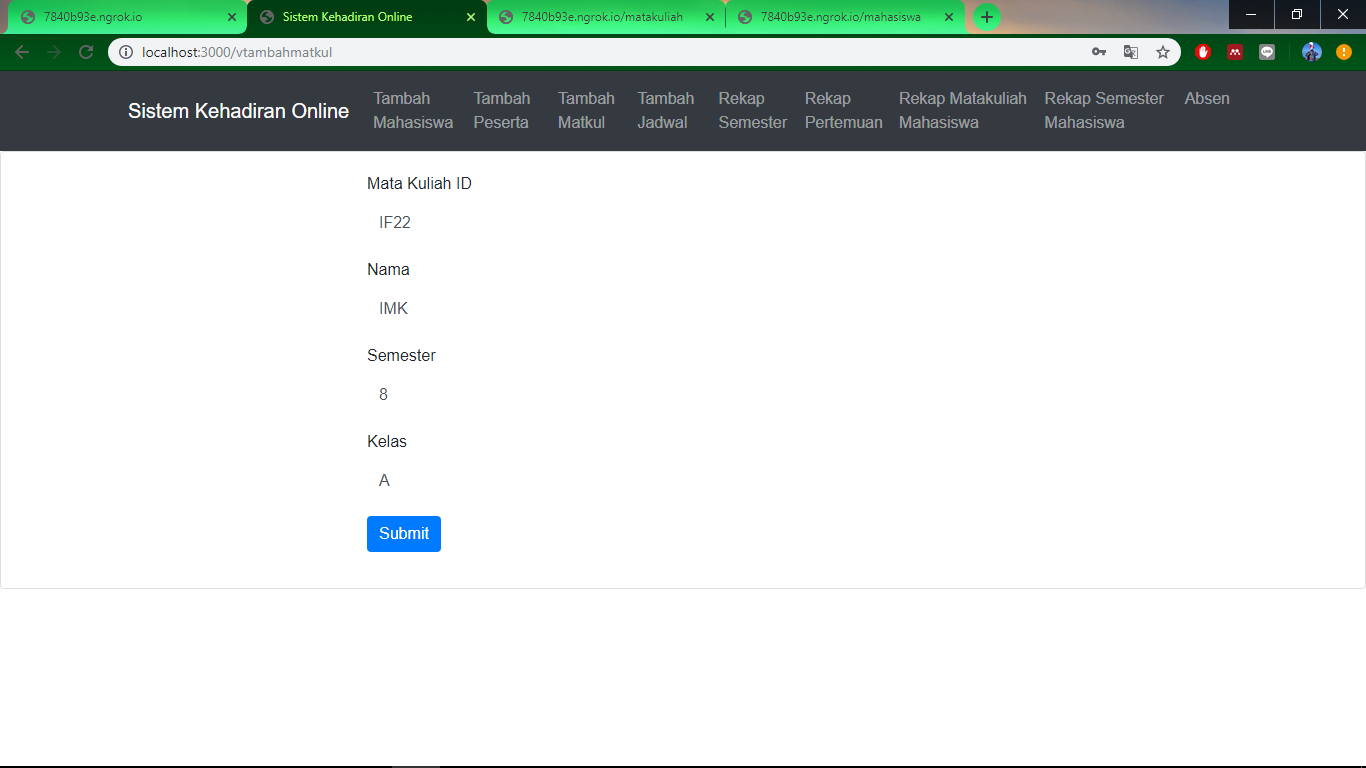 7840b93e.ngrok.io
Sistem Kehadiran Online
7840b93e.ngrok.io/matakuliah
7840b93e.ngrok.io/mahasiswa
localhost:3000/vtambahmatkul
Sistem Kehadiran Online
Tambah Mahasiswa
Tambah Peserta
Tambah Matkul
Tambah Jadwal
Rekap Semester
Rekap Pertemuan
Rekap Matakuliah Mahasiswa
Rekap Semester Mahasiswa
Absen
Mata Kuliah ID
IF22
Nama
IMK
Semester
8
Kelas
A
Submit